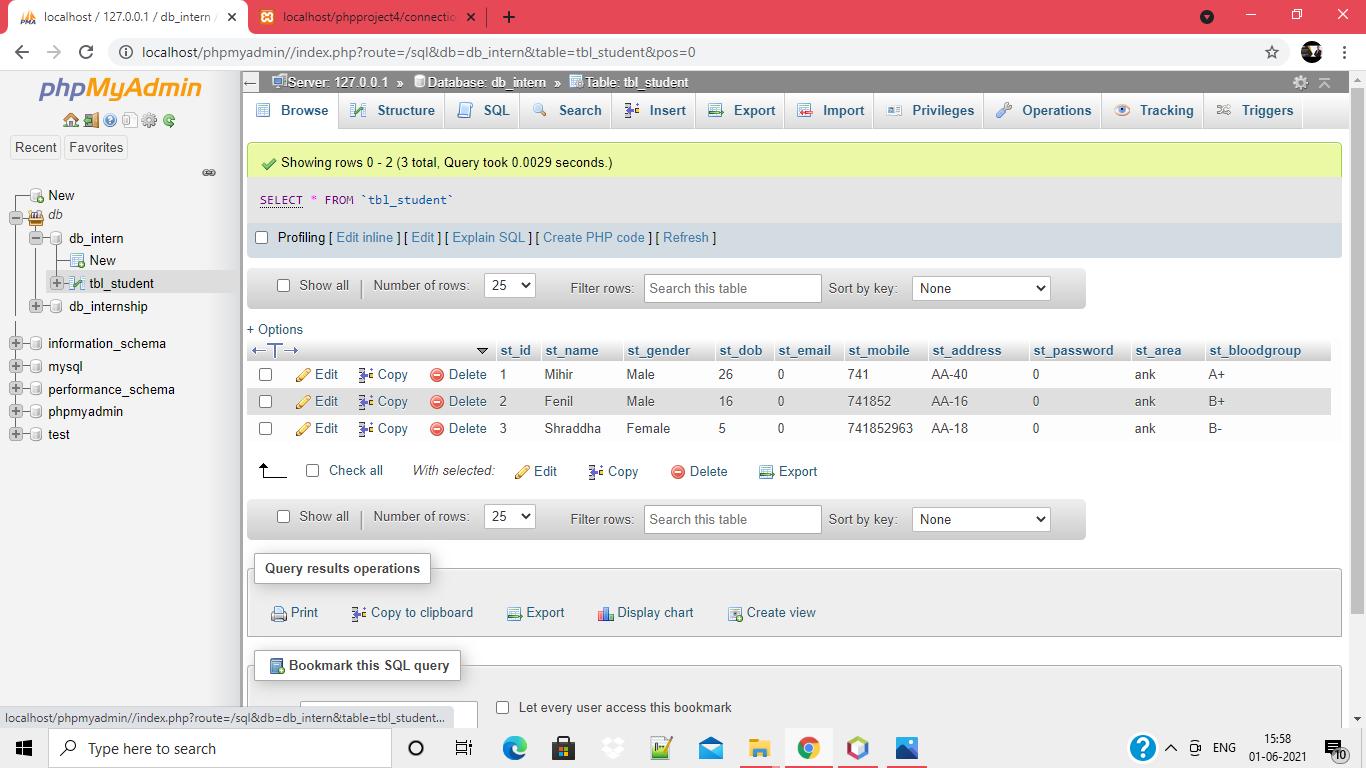 localhost / 127.0.0.1 / db_intern /
localhost/phpproject4/connectio
localhost/phpmyadmin//index.php?route=/sql&db=db_intern&table=tbl_student&pos=0
phpMyAdmin
Recent Favorites
New
db
db_intern
New
tbl_student
db_internship
information_schema
mysql
performance_schema
phpmyadmin
test
Server: 127.0.0.1 » Database: db_intern » Table: tbl_student
Browse Structure SQL Search Insert Export Import Privileges Operations Tracking Triggers
Showing rows 0 - 2 (3 total, Query took 0.0029 seconds.)
SELECT * FROM `tbl_student`
Profiling [ Edit inline ] [ Edit ] [ Explain SQL ] [ Create PHP code ] [ Refresh ]
Show all | Number of rows: 25 Filter rows: Search this table Sort by key: None
+ Options
st_id st_name st_gender st_dob st_email st_mobile st_address st_password st_area st_bloodgroup
Edit Copy Delete 1 Mihir Male 26 0 741 AA-40 0 ank A+
Edit Copy Delete 2 Fenil Male 16 0 741852 AA-16 0 ank B+
Edit Copy Delete 3 Shraddha Female 5 0 741852963 AA-18 0 ank B-
Check all With selected: Edit Copy Delete Export
Show all | Number of rows: 25 Filter rows: Search this table Sort by key: None
Query results operations
Print Copy to clipboard Export Display chart Create view
Bookmark this SQL query
Let every user access this bookmark
localhost/phpmyadmin//index.php?route=/sql&db=db_intern&table=tbl_student...
Type here to search
ENG
15:58
01-06-2021
10